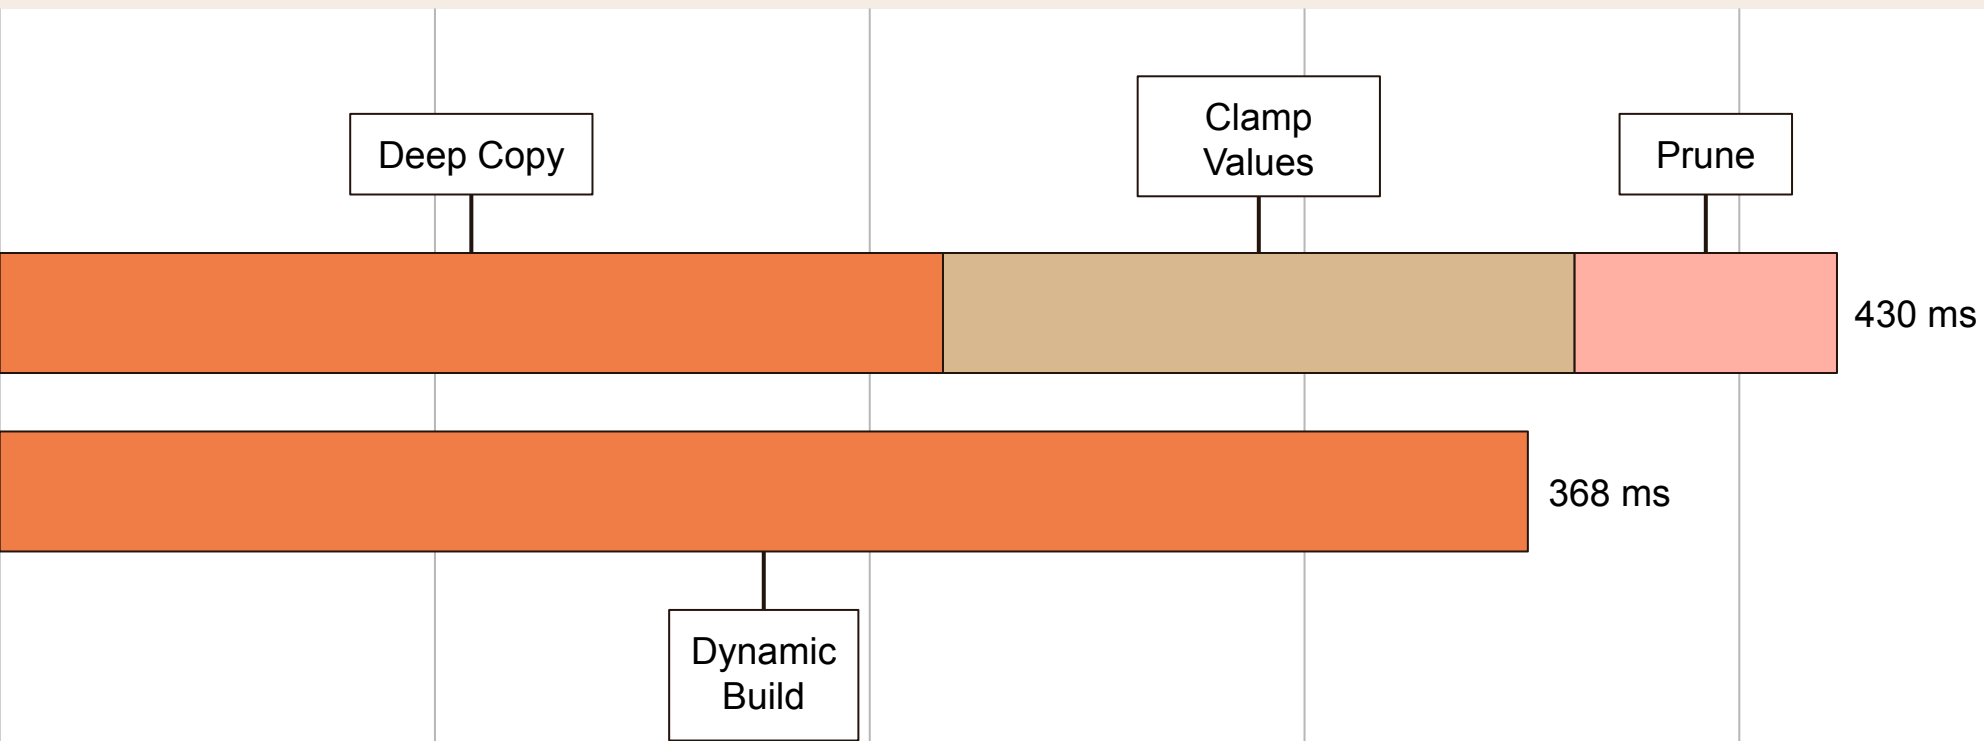 Deep Copy
Clamp
Values
Prune
430 ms
368 ms
Dynamic
Build